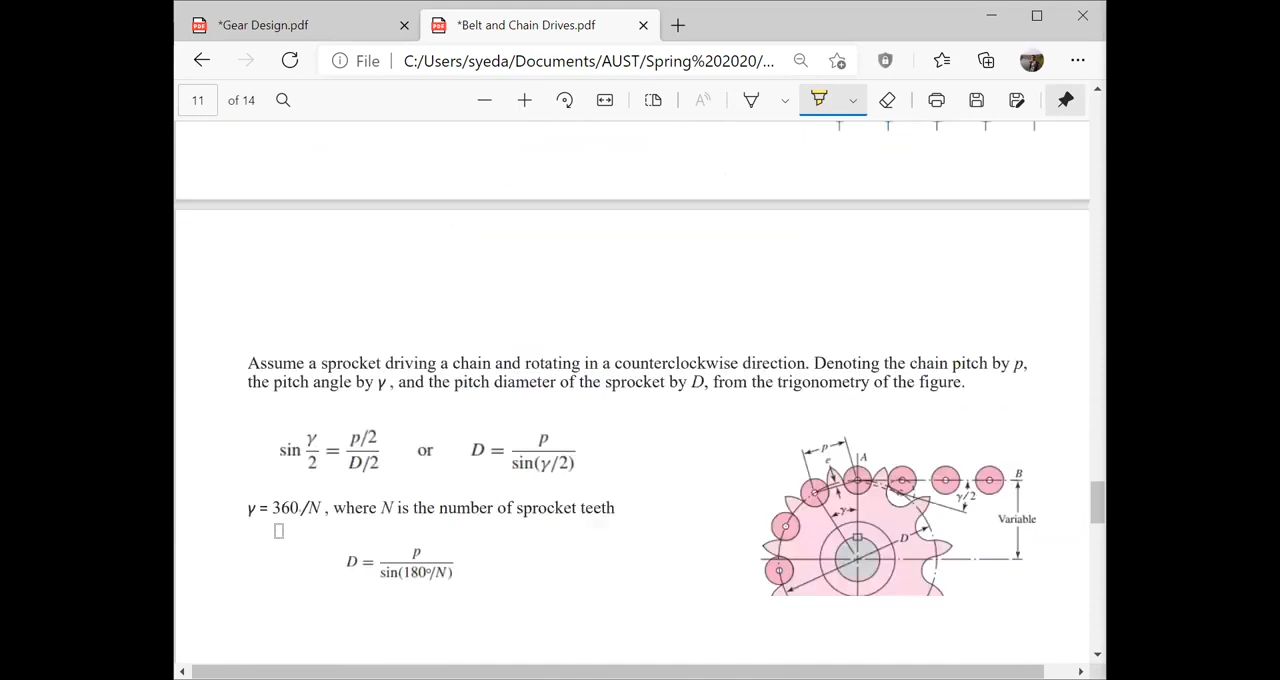 *Gear Design.pdf
*Belt and Chain Drives.pdf
File C:/Users/syeda/Documents/AUST/Spring%202020/...
11 of 14
Assume a sprocket driving a chain and rotating in a counterclockwise direction. Denoting the chain pitch by p,
the pitch angle by γ , and the pitch diameter of the sprocket by D, from the trigonometry of the figure.
sin γ/2 = p/2 / D/2 or D = p / sin(γ/2)
γ = 360/N , where N is the number of sprocket teeth
D = p / sin(180°/N)
p
e
A
B
γ/2
γ
Variable
D